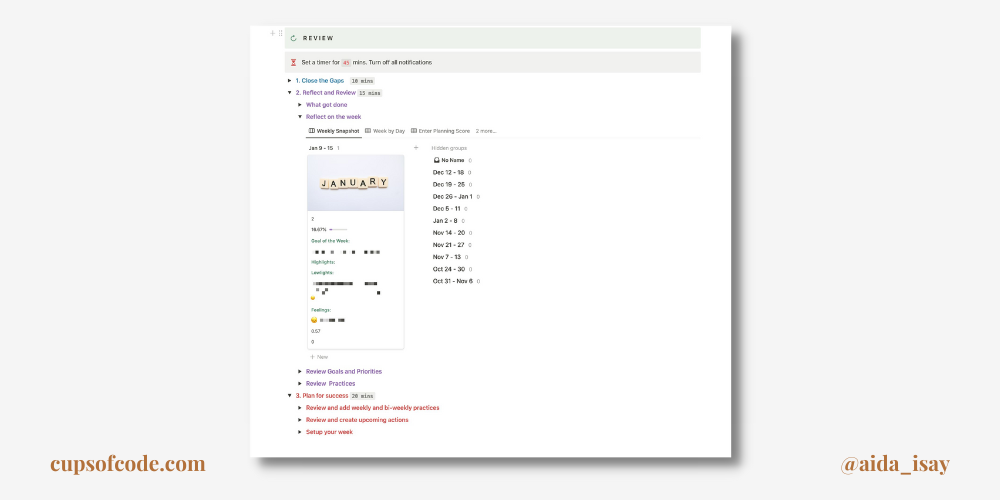 REVIEW
Set a timer for 45 mins. Turn off all notifications
1. Close the Gaps 10 mins
2. Reflect and Review 15 mins
What got done
Reflect on the week
Weekly Snapshot Week by Day Enter Planning Score 2 more...
Jan 9 - 15 1
JANUARY
2
16.67%
Goal of the Week:
Highlights:
Lowlights:
Feelings:
0.57
0
New
Hidden groups
No Name 0
Dec 12 - 18 0
Dec 19 - 25 0
Dec 26 - Jan 1 0
Dec 5 - 11 0
Jan 2 - 8 0
Nov 14 - 20 0
Nov 21 - 27 0
Nov 7 - 13 0
Oct 24 - 30 0
Oct 31 - Nov 6 0
Review Goals and Priorities
Review Practices
3. Plan for success 20 mins
Review and add weekly and bi-weekly practices
Review and create upcoming actions
Setup your week
cupsofcode.com
@aida_isay